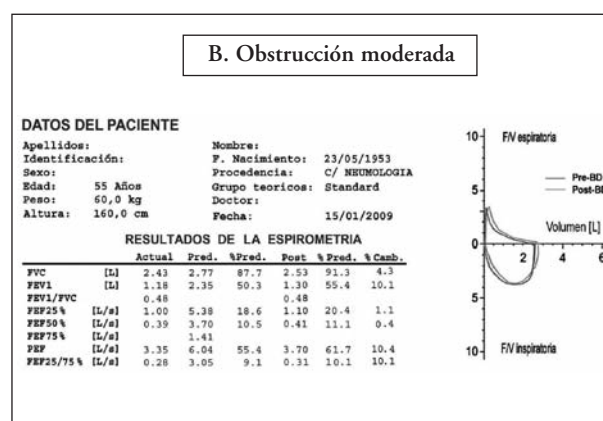 B. Obstrucción moderada
DATOS DEL PACIENTE
Apellidos: Nombre:
Identificación: F. Nacimiento: 23/05/1953
Sexo: Procedencia: C/ NEUMOLOGIA
Edad: 55 Años Grupo teoricos: Standard
Peso: 60,0 kg Doctor:
Altura: 160,0 cm Fecha: 15/01/2009
RESULTADOS DE LA ESPIROMETRIA
Actual Pred. %Pred. Post %Pred. %Camb.
FVC [L] 2.43 2.77 87.7 2.53 91.3 4.3
FEV1 [L] 1.18 2.35 50.3 1.30 55.4 10.1
FEV1/FVC 0.48 0.48
FEF25% [L/s] 1.00 5.38 18.6 1.10 20.4 1.1
FEF50% [L/s] 0.39 3.70 10.5 0.41 11.1 0.4
FEF75% [L/s] 1.41
PEF [L/s] 3.35 6.04 55.4 3.70 61.7 10.4
FEF25/75% [L/s] 0.28 3.05 9.1 0.31 10.1 10.1
10 F/V espiratoria
Pre-BD
5 Post-B
Volumen [L]
0 2 4 6
5
10 F/V inspiratoria